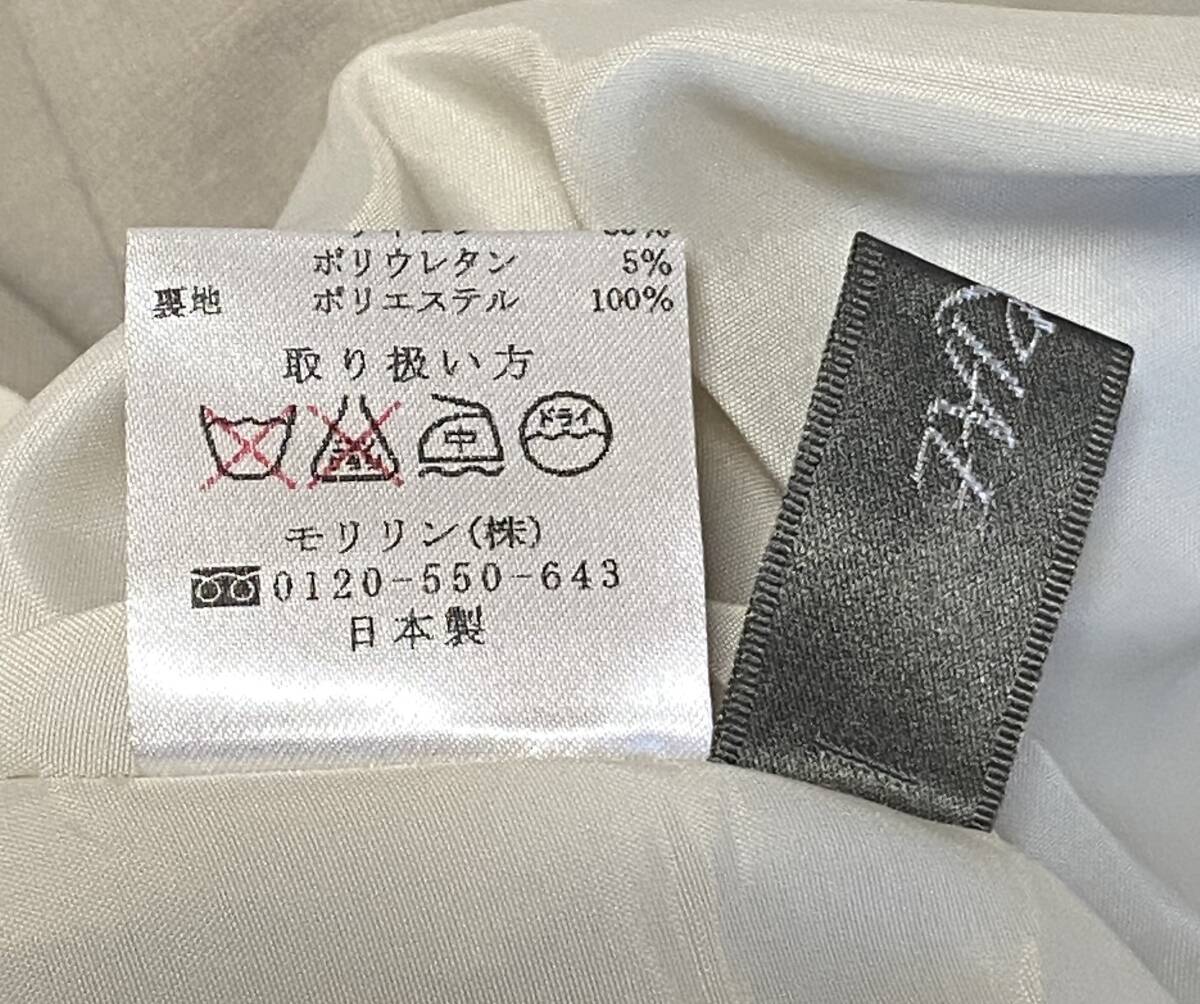 ポリウレタン 5%
裏地 ポリエステル 100%
取り扱い方
中 ドライ
モリリン(株)
0120-550-643
日本製